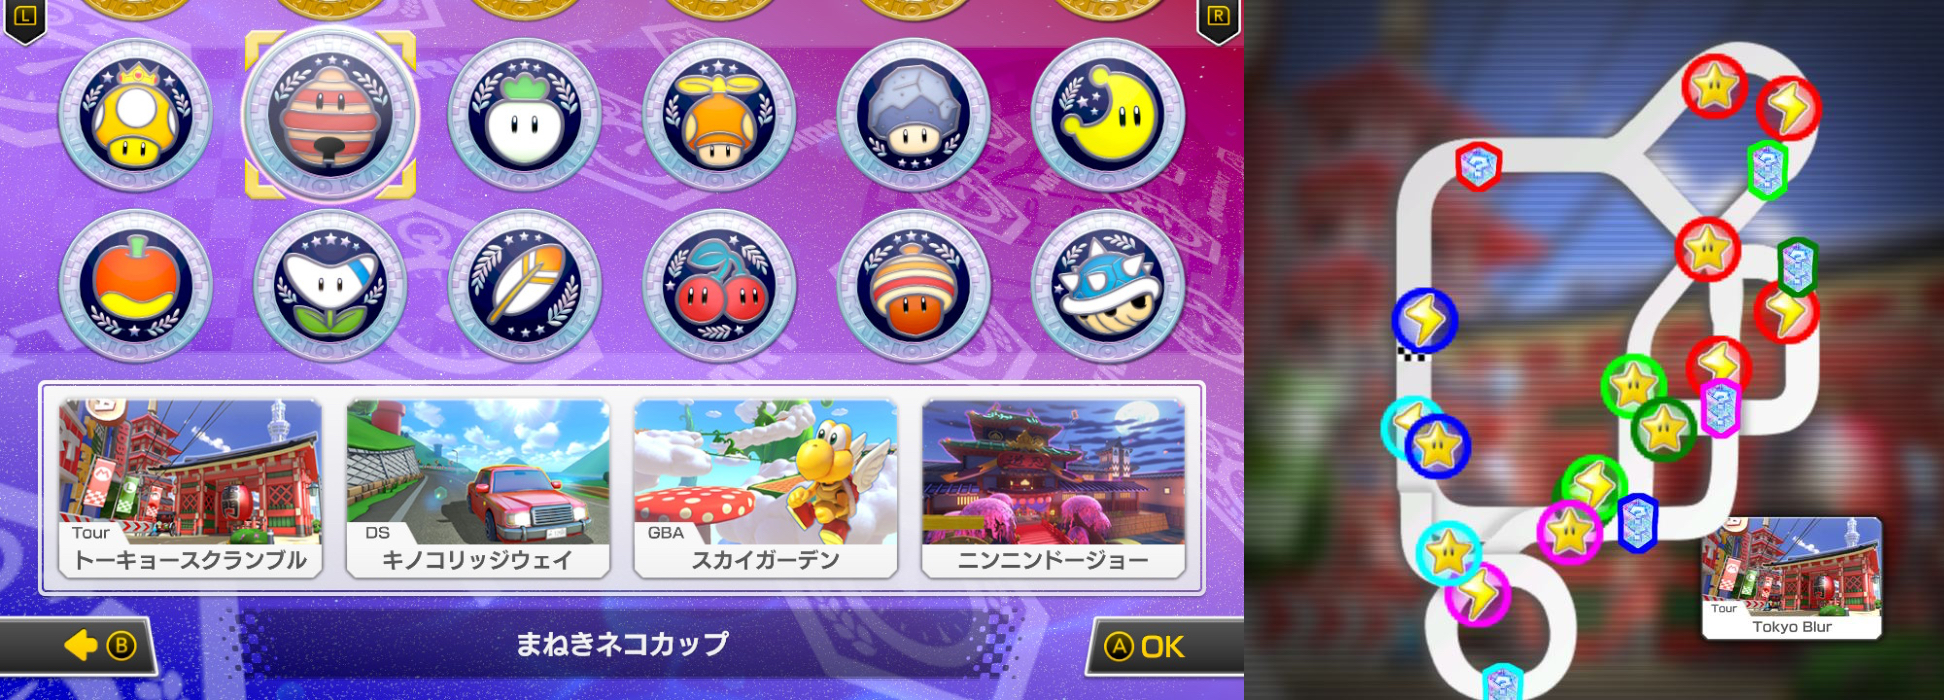 L
R
Tour
トーキョースクランブル
DS
キノコリッジウェイ
GBA
スカイガーデン
ニンニンドージョー
B
まねきネコカップ
A OK
Tour
Tokyo Blur